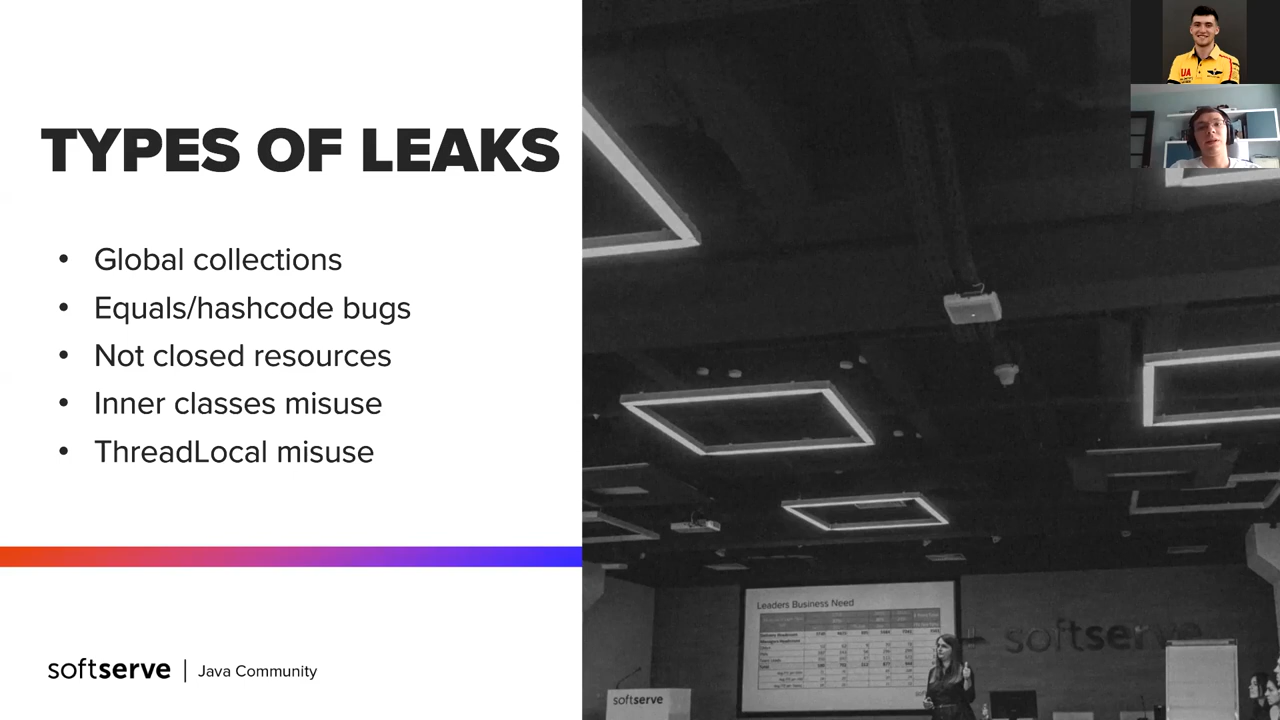 TYPES OF LEAKS
• Global collections
• Equals/hashcode bugs
• Not closed resources
• Inner classes misuse
• ThreadLocal misuse
softserve | Java Community
UA
Leaders Business Need
softserve
softserve